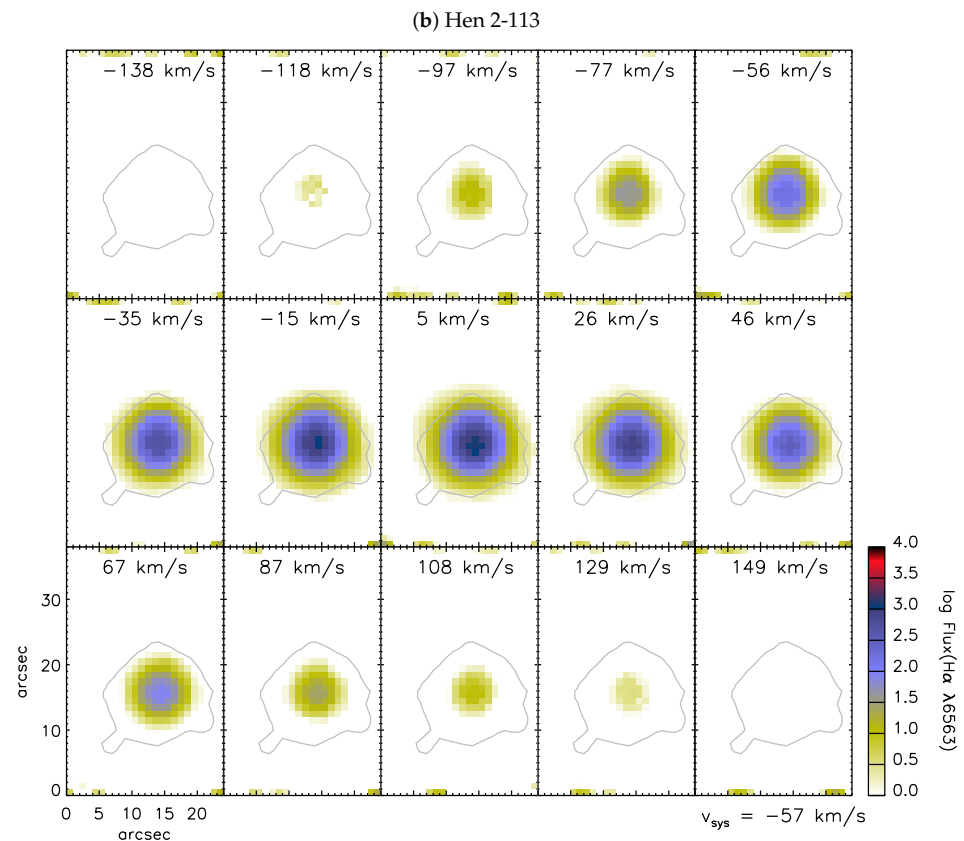 (b) Hen 2-113
−138 km/s −118 km/s −97 km/s −77 km/s −56 km/s
−35 km/s −15 km/s 5 km/s 26 km/s 46 km/s
67 km/s 87 km/s 108 km/s 129 km/s 149 km/s
30
20
10
0
arcsec
0 5 10 15 20
arcsec
4.0
3.5
3.0
2.5
2.0
1.5
1.0
0.5
0.0
log Flux(Hα λ6563)
v_sys = −57 km/s